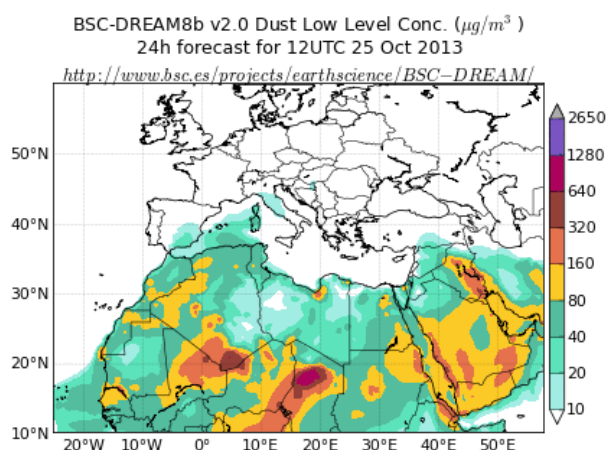 BSC-DREAM8b v2.0 Dust Low Level Conc. (μg/m³ )
24h forecast for 12UTC 25 Oct 2013
http://www.bsc.es/projects/earthscience/BSC−DREAM/
2650
1280
640
320
160
80
40
20
10
50°N
40°N
30°N
20°N
10°N
20°W
10°W
0°
10°E
20°E
30°E
40°E
50°E